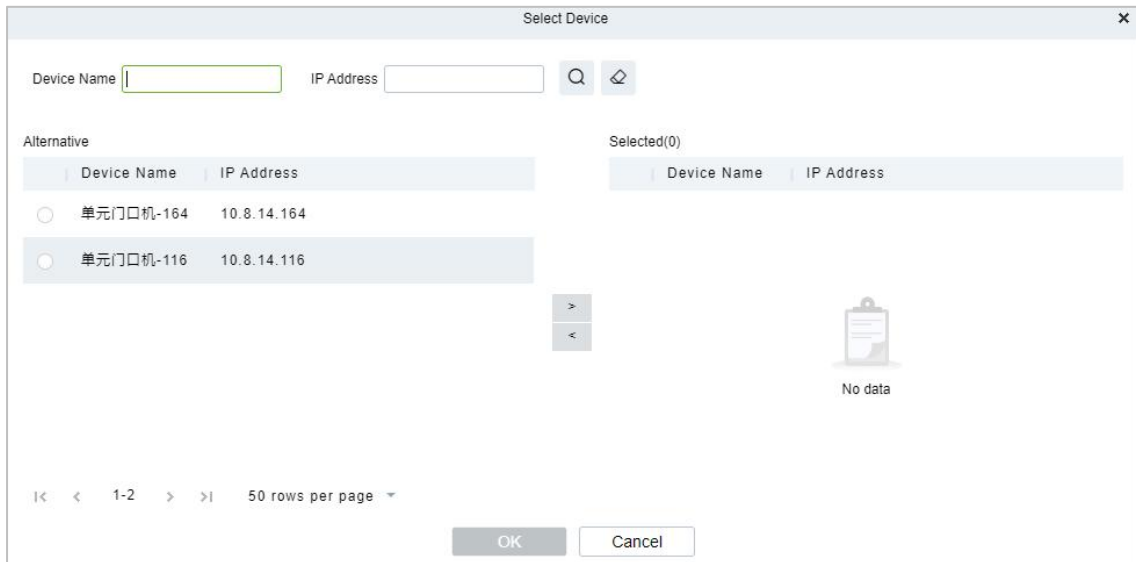 Select Device ×
Device Name IP Address
Alternative
Device Name IP Address
单元门口机-164 10.8.14.164
单元门口机-116 10.8.14.116
>
<
Selected(0)
Device Name IP Address
No data
|< < 1-2 > >| 50 rows per page
OK Cancel